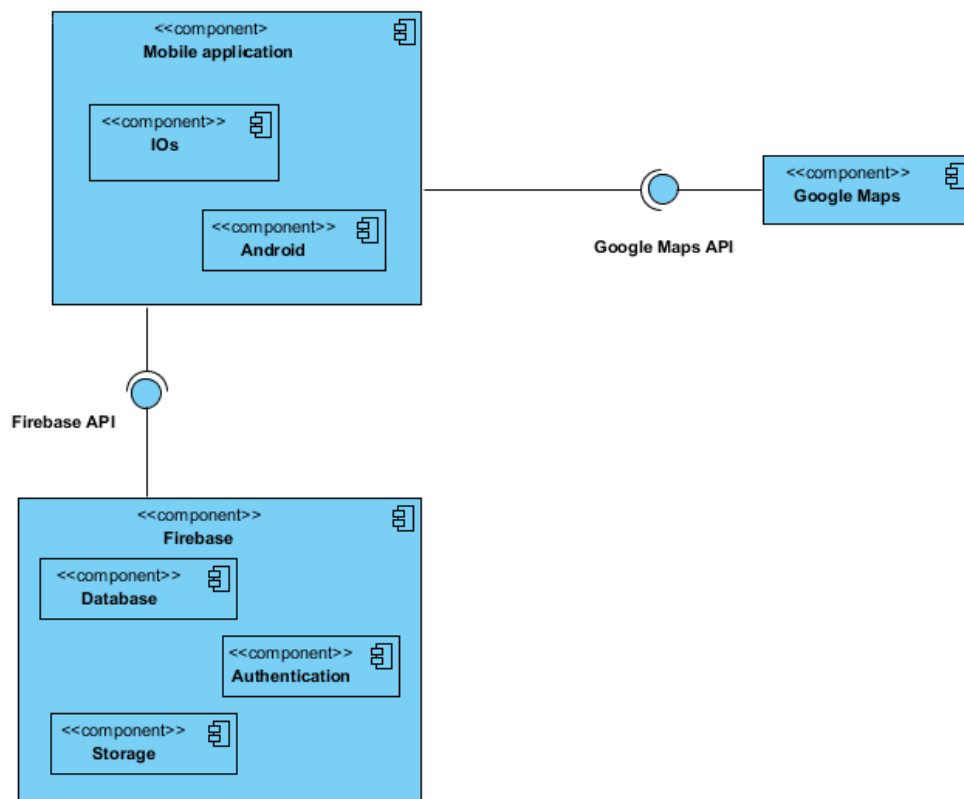 <<component>
Mobile application
<<component>>
IOs
<<component>>
Android
<<component>>
Google Maps
Google Maps API
Firebase API
<<component>>
Firebase
<<component>>
Database
<<component>>
Authentication
<<component>>
Storage